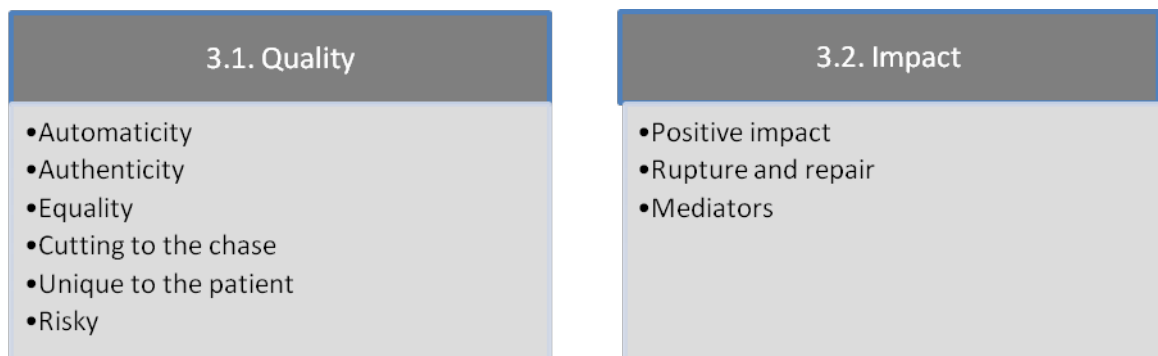 3.1. Quality
•Automaticity
•Authenticity
•Equality
•Cutting to the chase
•Unique to the patient
•Risky
3.2. Impact
•Positive impact
•Rupture and repair
•Mediators